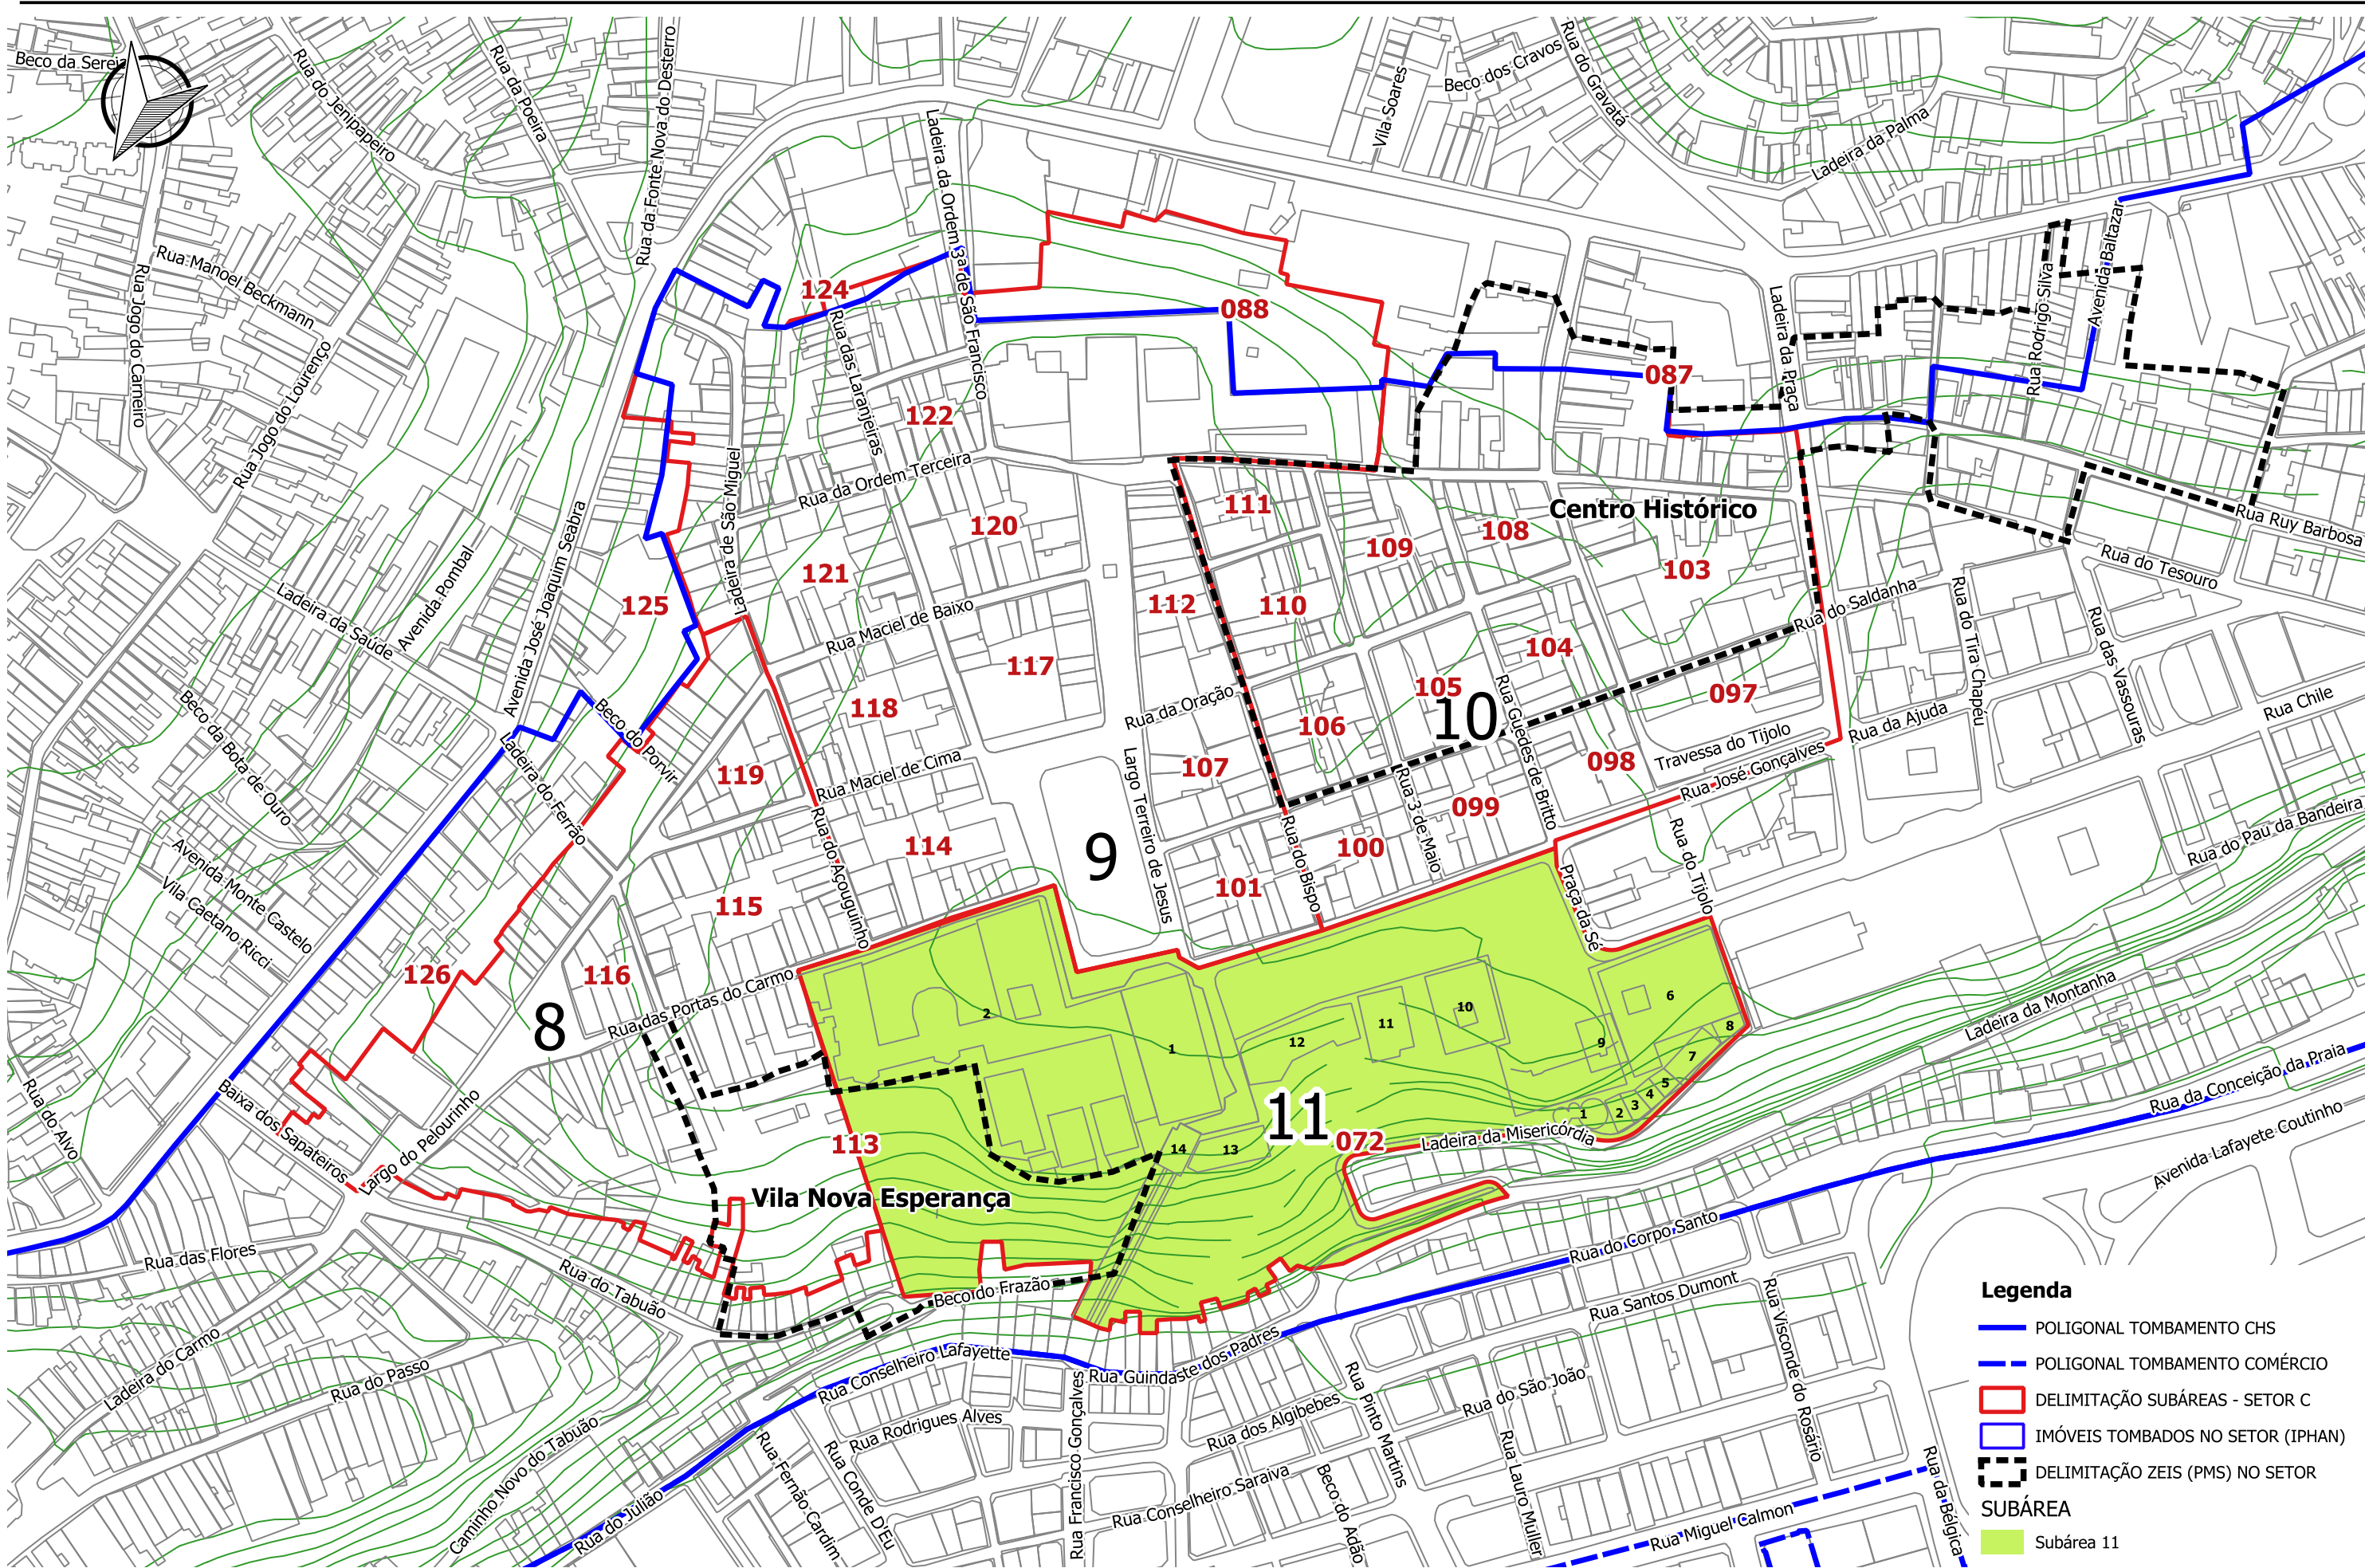 Beco da Sereia
Rua do Jenipapeiro
Rua da Poeira
Rua da Fonte Nova do Desterro
Ladeira da Ordem 3ª de São Francisco
Vila Soares
Beco dos Cravos
Rua do Gravatá
Ladeira da Palma
Rua Manoel Beckmann
Rua Jogo do Carneiro
Rua Jogo do Lourenço
124
088
087
Rua das Laranjeiras
Ladeira da Praça
Rua Rodrigo Silva
Avenida Baltazar
122
Rua da Ordem Terceira
Ladeira de São Miguel
120
111
109
108
Centro Histórico
103
Rua Ruy Barbosa
Rua do Tesouro
Avenida José Joaquim Seabra
Avenida Pombal
Ladeira da Saúde
125
121
Rua Maciel de Baixo
117
112
110
104
Rua do Saldanha
Rua do Tira Chapéu
Rua das Vassouras
Rua Chile
Beco da Bota de Ouro
Ladeira do Ferrão
Beco do Porvir
118
119
Rua Maciel de Cima
Rua da Oração
106
107
105
10
097
098
Rua Guedes de Britto
Travessa do Tijolo
Rua José Gonçalves
Rua da Ajuda
Rua do Pau da Bandeira
Avenida Monte Castelo
Vila Caetano Ricci
Rua do Açouguinho
114
115
9
Largo Terreiro de Jesus
101
Rua do Bispo
100
Rua 3 de Maio
099
Praça da Sé
Rua do Tijolo
126
8
116
Rua das Portas do Carmo
2
1
12
11
10
9
6
8
7
5
4
3
2
1
14
13
11
072
Ladeira da Misericórdia
Ladeira da Montanha
Rua da Conceição da Praia
Avenida Lafayete Coutinho
Rua do Alvo
Baixa dos Sapateiros
Largo do Pelourinho
113
Vila Nova Esperança
Rua das Flores
Rua do Tabuão
Beco do Frazão
Rua do Corpo Santo
Rua Santos Dumont
Rua Visconde do Rosário
Ladeira do Carmo
Rua do Passo
Rua Conselheiro Lafayette
Rua Guindaste dos Padres
Rua Rodrigues Alves
Rua dos Algibebes
Rua Pinto Martins
Rua do São João
Caminho Novo do Tabuão
Rua do Julião
Rua Fernão Cardim
Rua Conde D'Eu
Rua Francisco Gonçalves
Rua Conselheiro Saraiva
Beco do Adão
Rua Lauro Müller
Rua Miguel Calmon
Rua da Bélgica
Legenda
POLIGONAL TOMBAMENTO CHS
POLIGONAL TOMBAMENTO COMÉRCIO
DELIMITAÇÃO SUBÁREAS - SETOR C
IMÓVEIS TOMBADOS NO SETOR (IPHAN)
DELIMITAÇÃO ZEIS (PMS) NO SETOR
SUBÁREA
Subárea 11